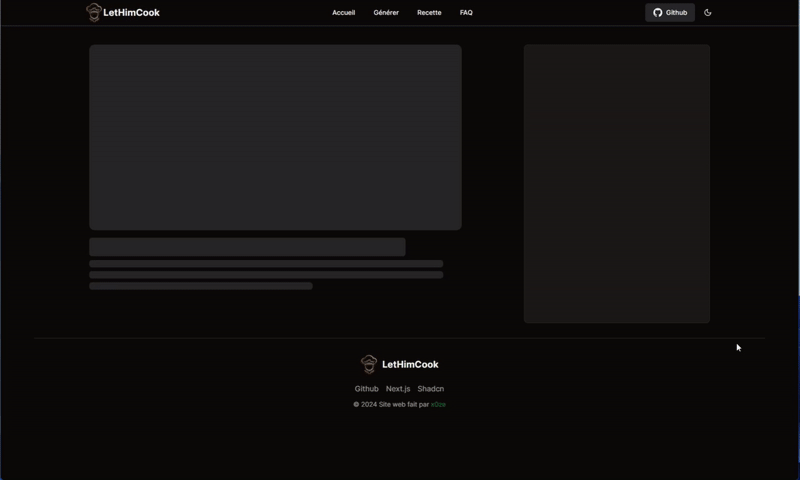 LetHimCook Accueil Générer Recette FAQ Github
LetHimCook
Github Next.js Shadcn
© 2024 Site web fait par x0ze